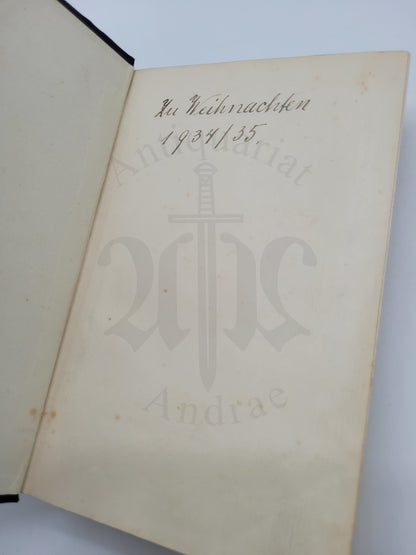 Zu Weihnachten
1934/35.
Antiquariat
Andrae